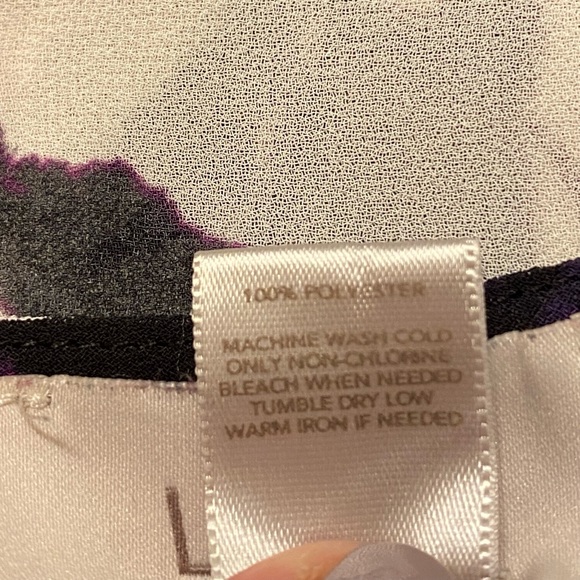 100% POLYESTER
MACHINE WASH COLD
ONLY NON-CHLORINE
BLEACH WHEN NEEDED
TUMBLE DRY LOW
WARM IRON IF NEEDED
L